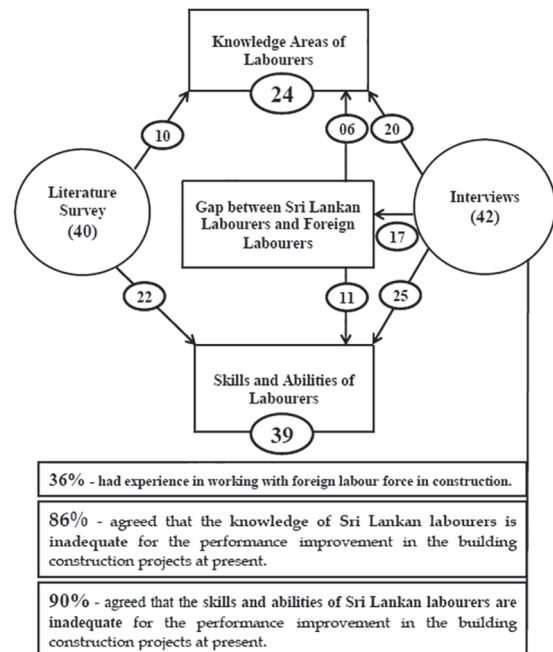 Knowledge Areas of
Labourers
24
10
06
20
Literature
Survey
(40)
Gap between Sri Lankan
Labourers and Foreign
Labourers
17
Interviews
(42)
22
11
25
Skills and Abilities of
Labourers
39
36% - had experience in working with foreign labour force in construction.
86% - agreed that the knowledge of Sri Lankan labourers is
inadequate for the performance improvement in the building
construction projects at present.
90% - agreed that the skills and abilities of Sri Lankan labourers are
inadequate for the performance improvement in the building
construction projects at present.